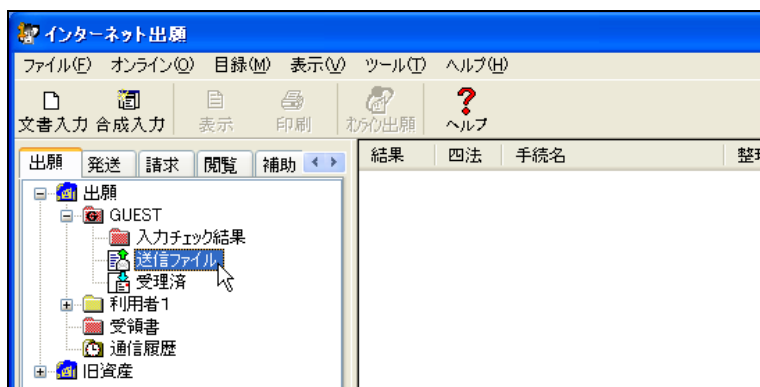 インターネット出願
ファイル(F) オンライン(O) 目録(M) 表示(V) ツール(T) ヘルプ(H)
文書入力 合成入力 表示 印刷 オンライン出願 ヘルプ
出願 発送 請求 閲覧 補助
結果 四法 手続名 整理
出願
GUEST
入力チェック結果
送信ファイル
受理済
利用者1
受領書
通信履歴
旧資産